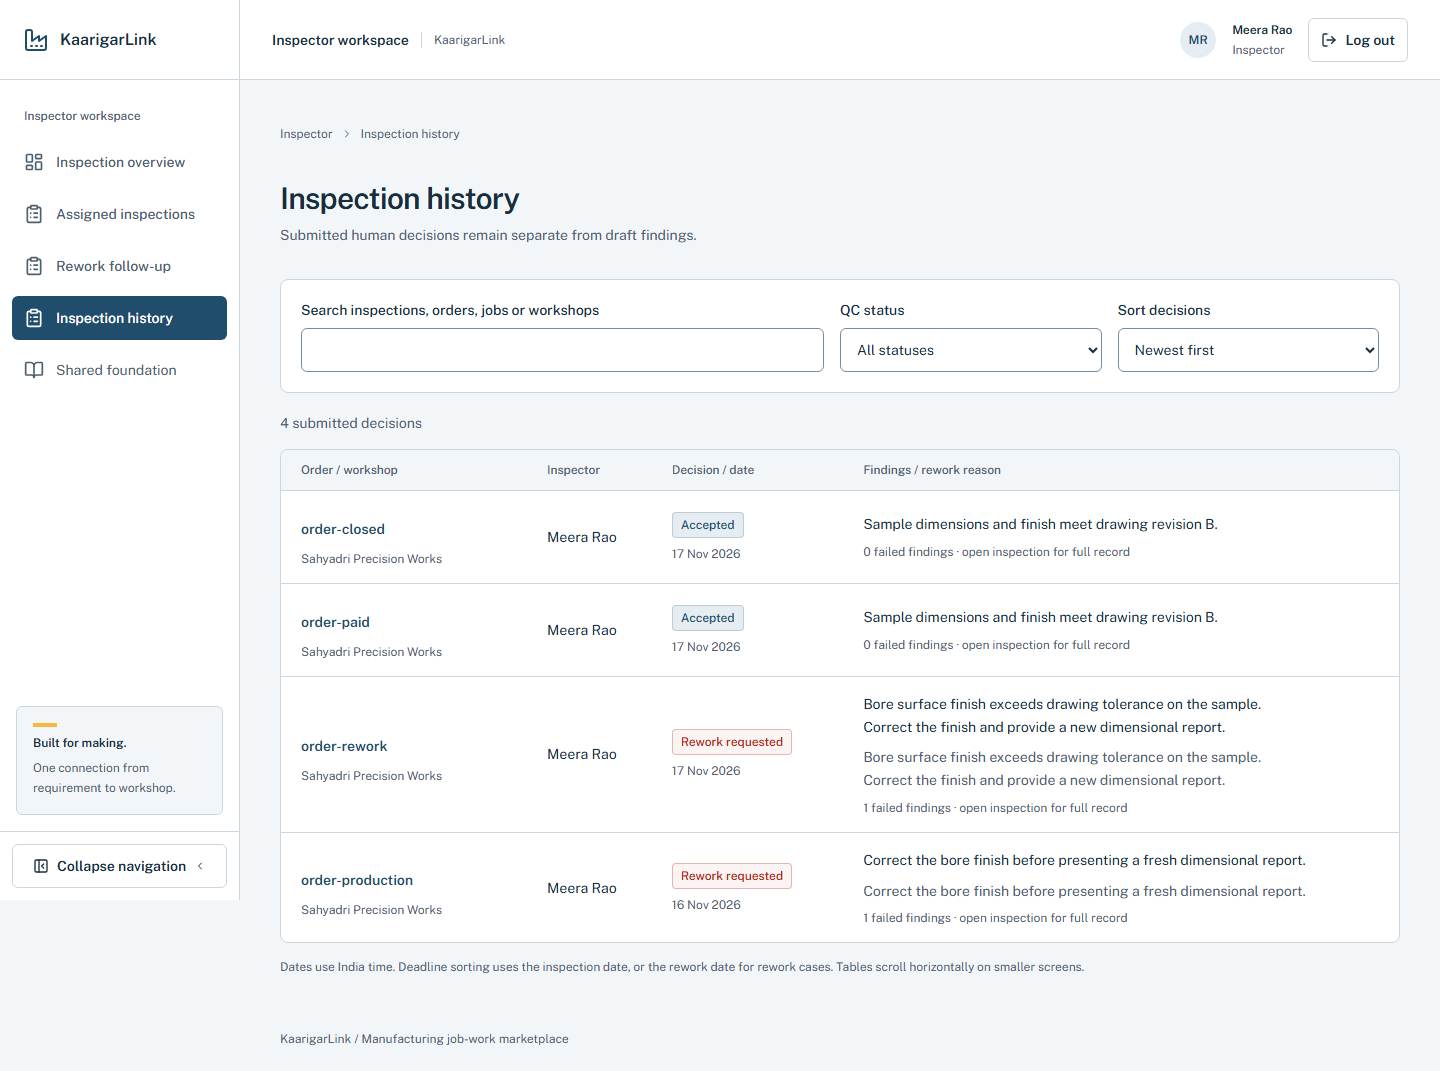 KaarigarLink
Inspector workspace
KaarigarLink
MR
Meera Rao
Inspector
Log out
Inspector workspace
Inspection overview
Assigned inspections
Rework follow-up
Inspection history
Shared foundation
Built for making.
One connection from
requirement to workshop.
Collapse navigation
Inspector
Inspection history
Inspection history
Submitted human decisions remain separate from draft findings.
Search inspections, orders, jobs or workshops
QC status
Sort decisions
All statuses
Newest first
4 submitted decisions
Order / workshop
Inspector
Decision / date
Findings / rework reason
order-closed
Sahyadri Precision Works
Meera Rao
Accepted
17 Nov 2026
Sample dimensions and finish meet drawing revision B.
0 failed findings · open inspection for full record
order-paid
Sahyadri Precision Works
Meera Rao
Accepted
17 Nov 2026
Sample dimensions and finish meet drawing revision B.
0 failed findings · open inspection for full record
order-rework
Sahyadri Precision Works
Meera Rao
Rework requested
17 Nov 2026
Bore surface finish exceeds drawing tolerance on the sample.
Correct the finish and provide a new dimensional report.
Bore surface finish exceeds drawing tolerance on the sample.
Correct the finish and provide a new dimensional report.
1 failed findings · open inspection for full record
order-production
Sahyadri Precision Works
Meera Rao
Rework requested
16 Nov 2026
Correct the bore finish before presenting a fresh dimensional report.
Correct the bore finish before presenting a fresh dimensional report.
1 failed findings · open inspection for full record
Dates use India time. Deadline sorting uses the inspection date, or the rework date for rework cases. Tables scroll horizontally on smaller screens.
KaarigarLink / Manufacturing job-work marketplace